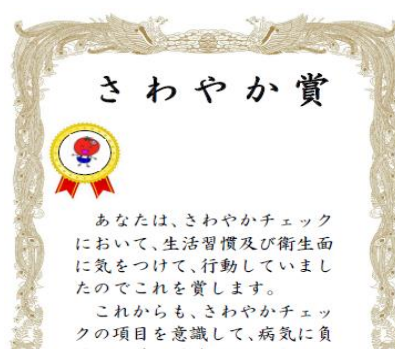 さわやか賞
あなたは、さわやかチェック
において、生活習慣及び衛生面
に気をつけて、行動していまし
たのでこれを賞します。
これからも、さわやかチェッ
クの項目を意識して、病気に負